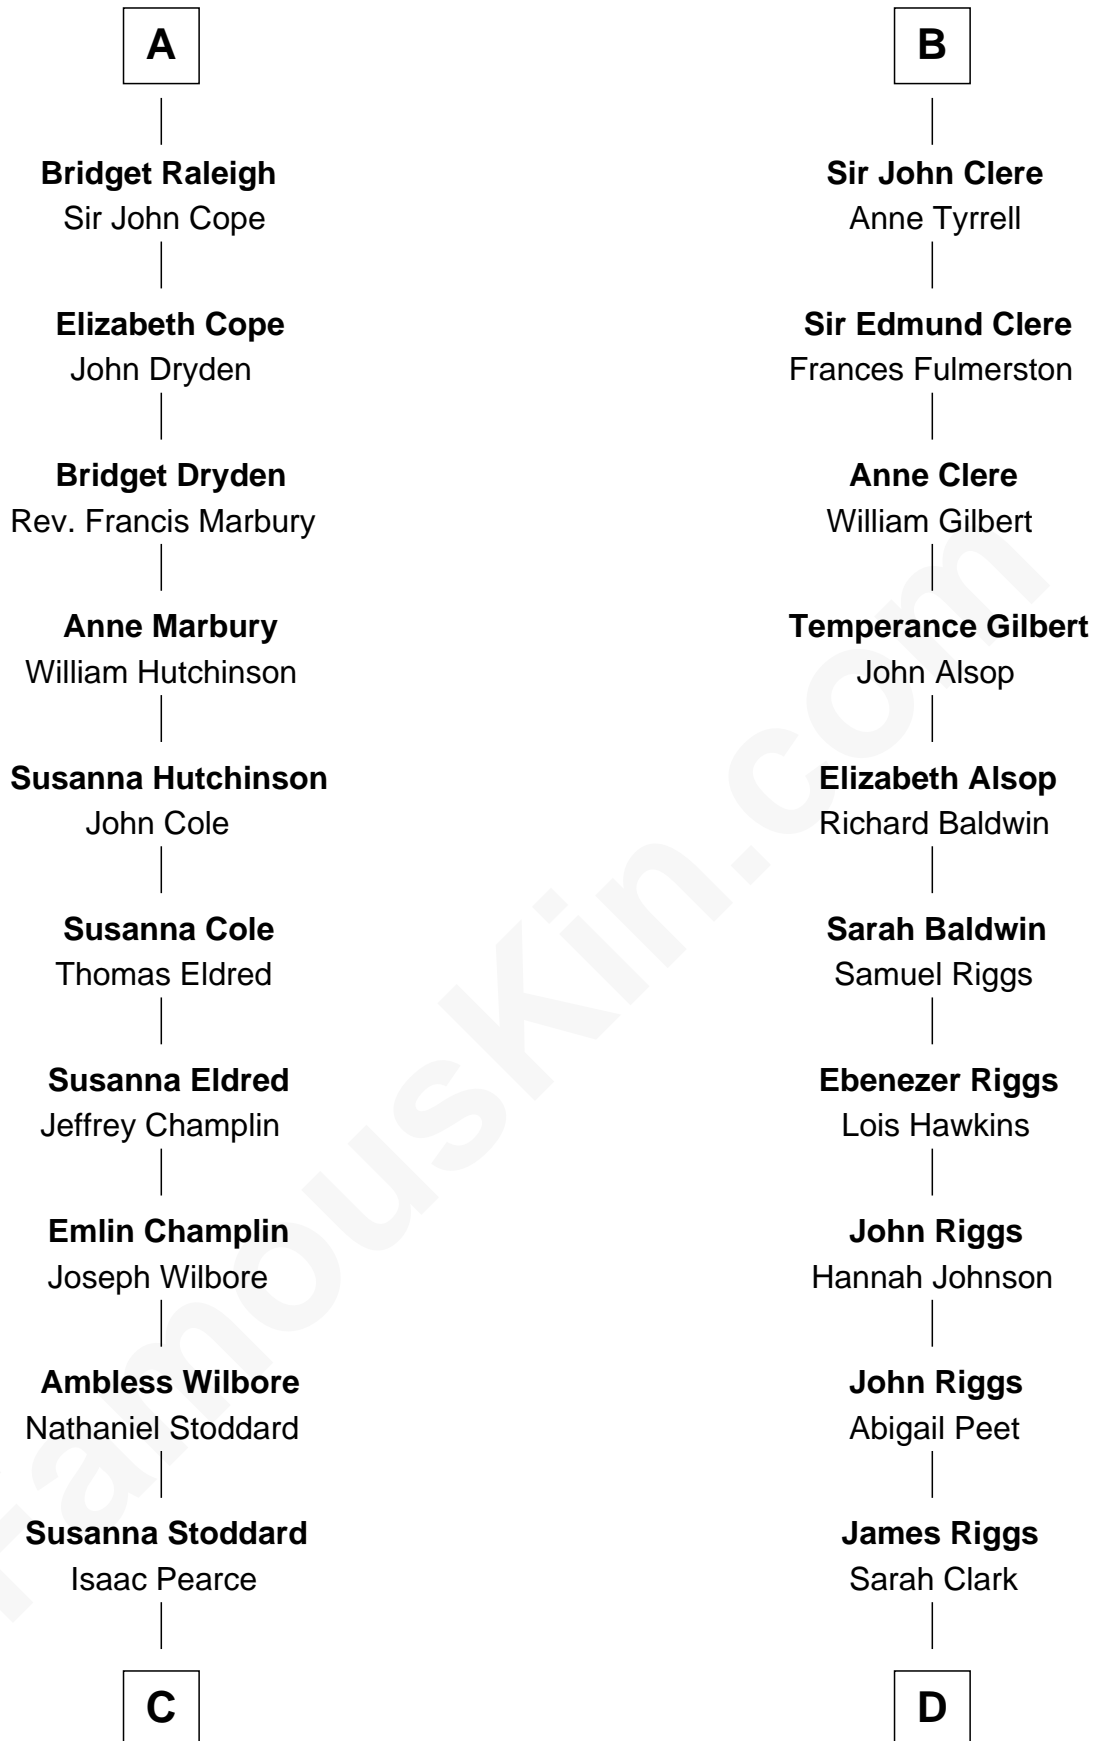 A
Bridget Raleigh
Sir John Cope
Elizabeth Cope
John Dryden
Bridget Dryden
Rev. Francis Marbury
Anne Marbury
William Hutchinson
Susanna Hutchinson
John Cole
Susanna Cole
Thomas Eldred
Susanna Eldred
Jeffrey Champlin
Emlin Champlin
Joseph Wilbore
Ambless Wilbore
Nathaniel Stoddard
Susanna Stoddard
Isaac Pearce
C
B
Sir John Clere
Anne Tyrrell
Sir Edmund Clere
Frances Fulmerston
Anne Clere
William Gilbert
Temperance Gilbert
John Alsop
Elizabeth Alsop
Richard Baldwin
Sarah Baldwin
Samuel Riggs
Ebenezer Riggs
Lois Hawkins
John Riggs
Hannah Johnson
John Riggs
Abigail Peet
James Riggs
Sarah Clark
D
FamousKin.com